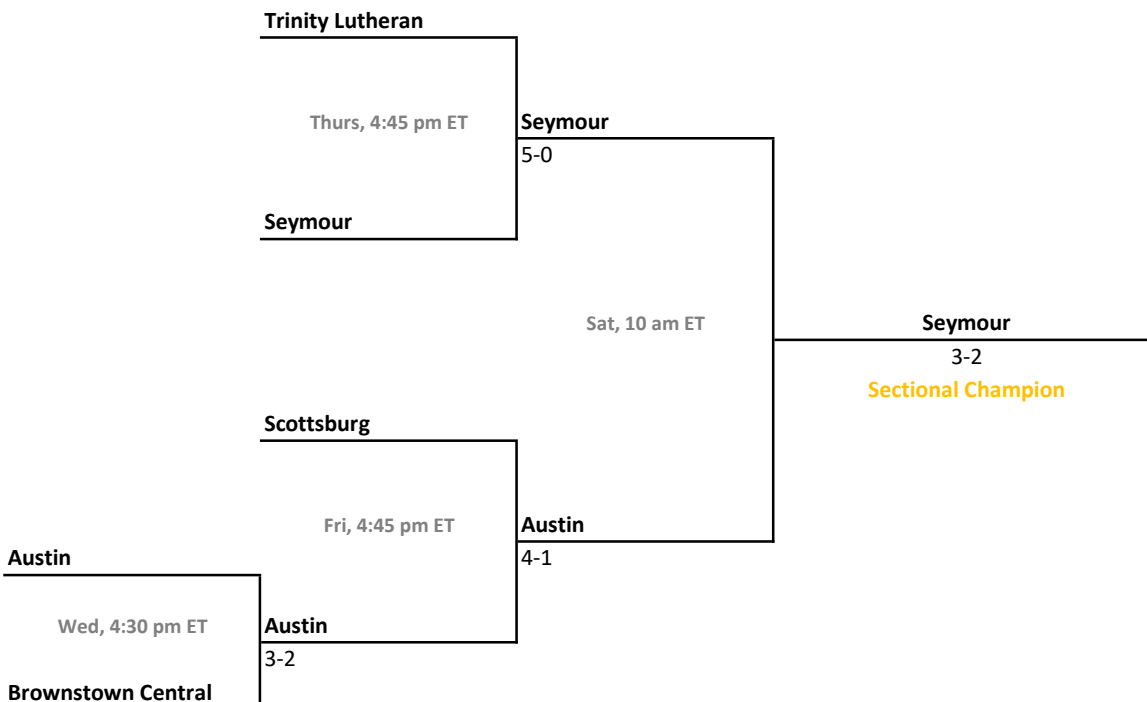 Trinity Lutheran
Thurs, 4:45 pm ET
Seymour
5-0
Seymour
Sat, 10 am ET
Seymour
3-2
Sectional Champion
Scottsburg
Fri, 4:45 pm ET
Austin
4-1
Austin
Wed, 4:30 pm ET
Austin
3-2
Brownstown Central